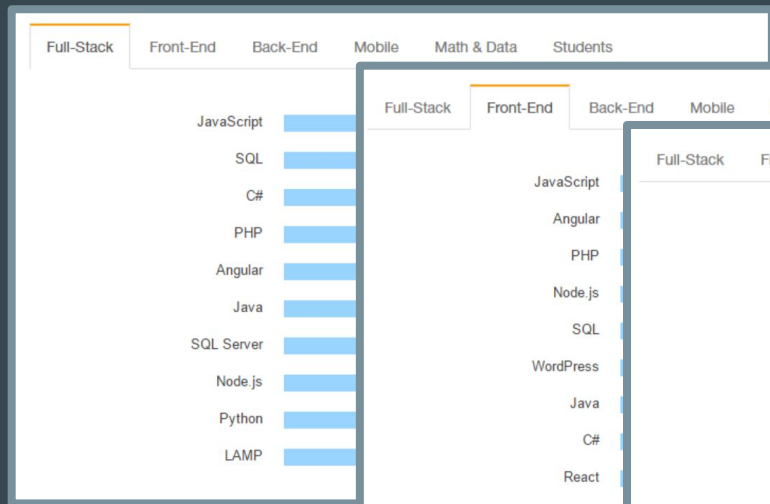 Full-Stack Front-End Back-End Mobile Math & Data Students
JavaScript
SQL
C#
PHP
Angular
Java
SQL Server
Node.js
Python
LAMP
Full-Stack Front-End Back-End Mobile
JavaScript
Angular
PHP
Node.js
SQL
WordPress
Java
C#
React
Full-Stack